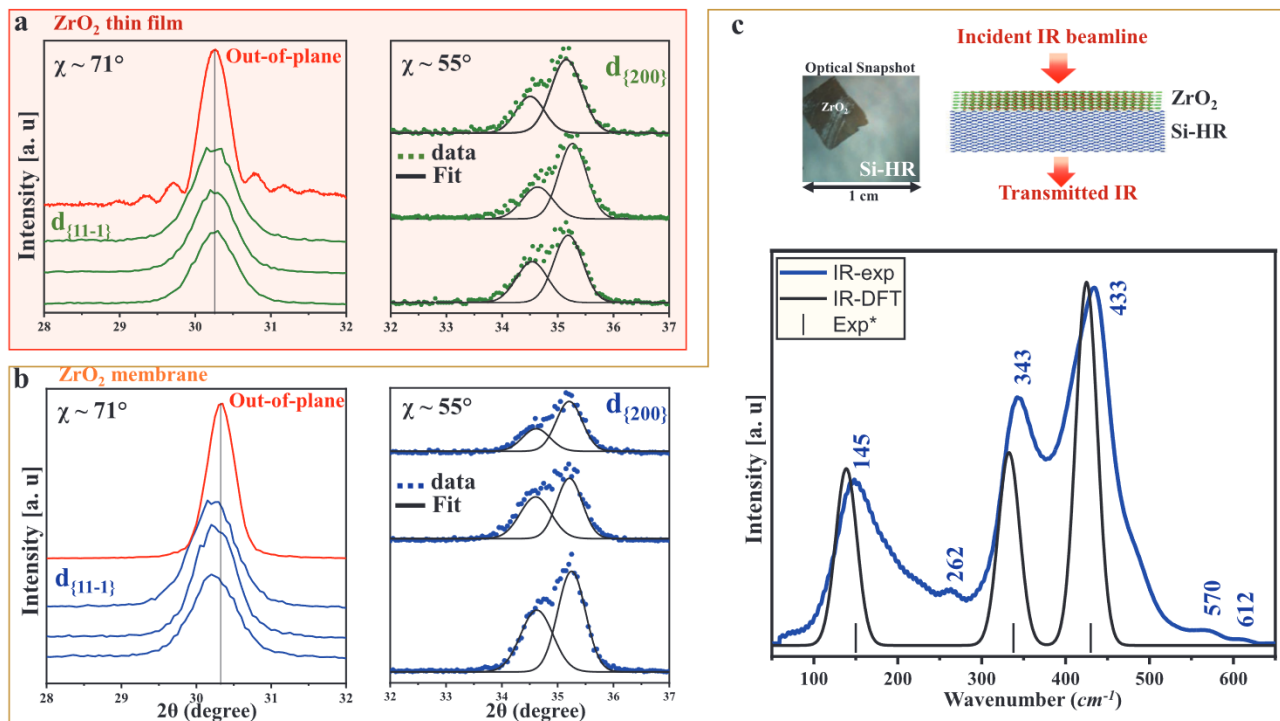 a
ZrO₂ thin film
χ ~ 71°
Out-of-plane
d{11-1}
Intensity [a. u]
28 29 30 31 32
χ ~ 55°
d{200}
data
Fit
32 33 34 35 36 37
b
ZrO₂ membrane
χ ~ 71°
Out-of-plane
d{11-1}
Intensity [a. u]
28 29 30 31 32
2θ (degree)
χ ~ 55°
d{200}
data
Fit
32 33 34 35 36 37
2θ (degree)
c
Incident IR beamline
Optical Snapshot
ZrO₂
Si-HR
1 cm
ZrO₂
Si-HR
Transmitted IR
IR-exp
IR-DFT
Exp*
145
262
343
433
570
612
Intensity [a. u]
100 200 300 400 500 600
Wavenumber (cm⁻¹)